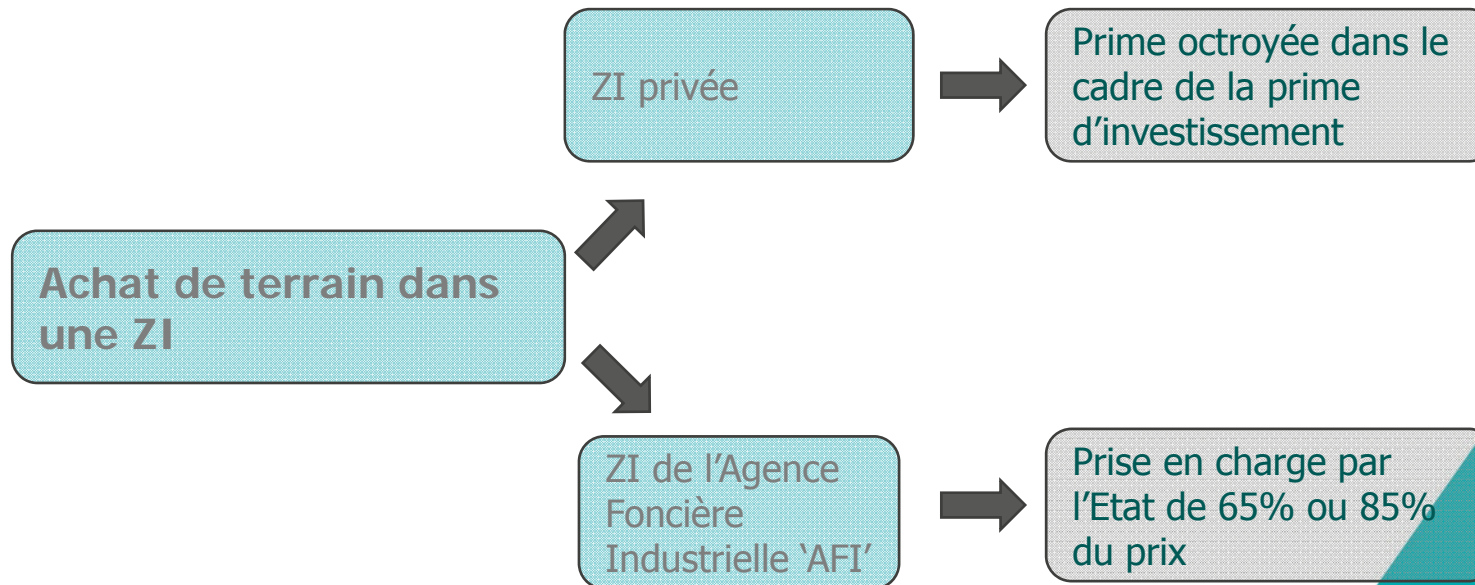 ZI privée
Prime octroyée dans le
cadre de la prime
d’investissement
Achat de terrain dans
une ZI
ZI de l’Agence
Foncière
Industrielle ‘AFI’
Prise en charge par
l’Etat de 65% ou 85%
du prix